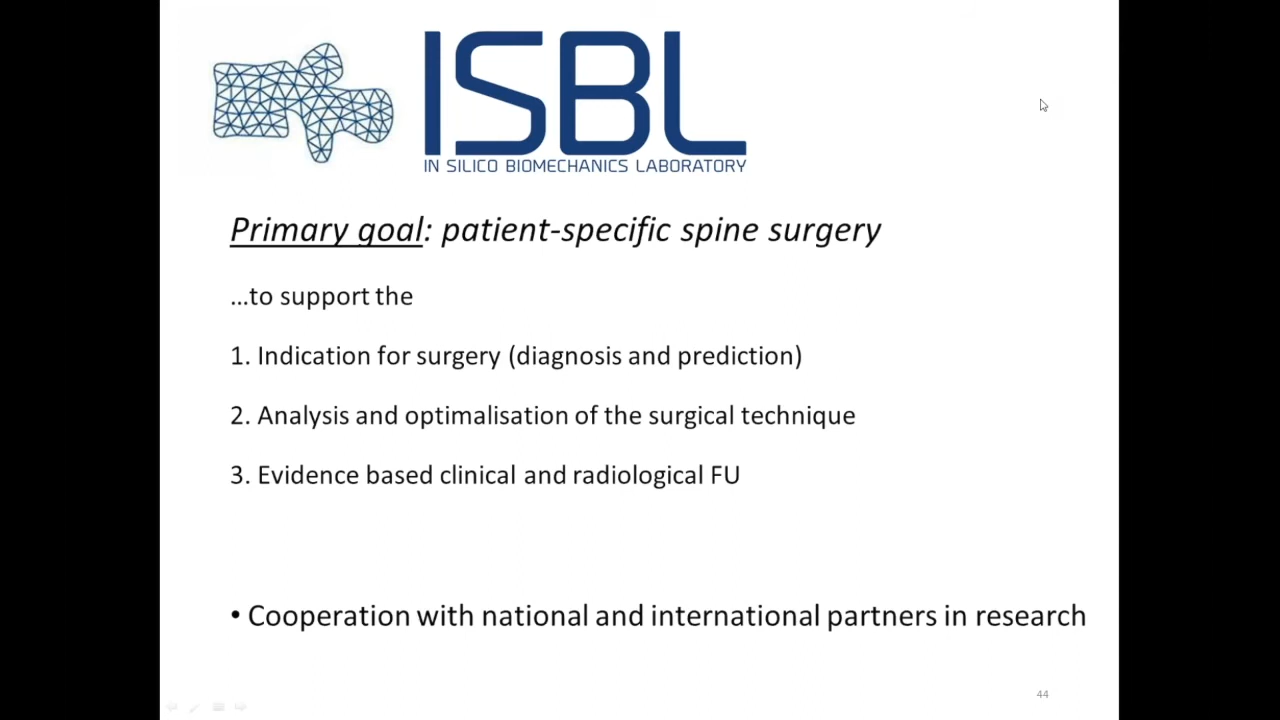 ISBL
IN SILICO BIOMECHANICS LABORATORY
Primary goal: patient-specific spine surgery
...to support the
1. Indication for surgery (diagnosis and prediction)
2. Analysis and optimalisation of the surgical technique
3. Evidence based clinical and radiological FU
• Cooperation with national and international partners in research
44